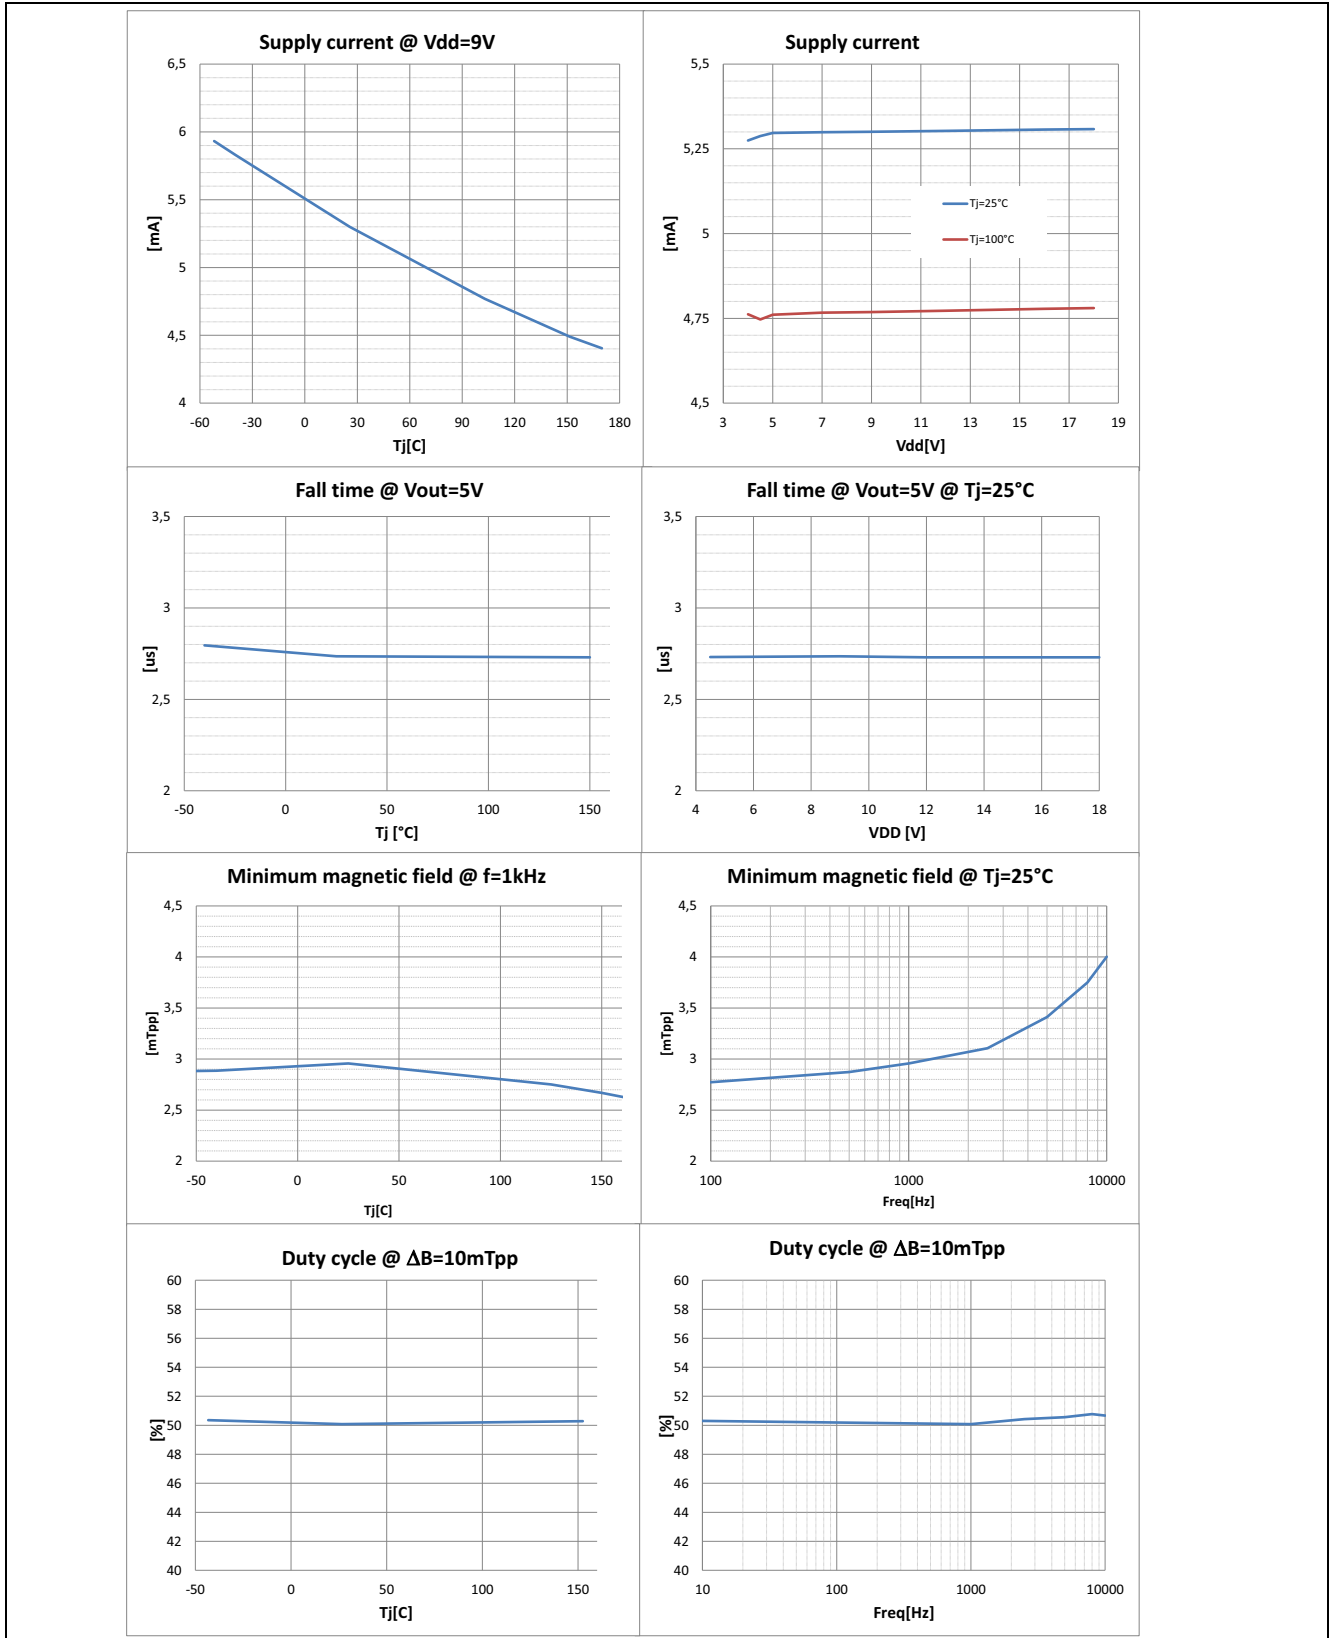 Supply current @ Vdd=9V
6,5
6
5,5
5
4,5
4
[mA]
-60 -30 0 30 60 90 120 150 180
Tj[C]
Supply current
5,5
5,25
5
4,75
4,5
[mA]
Tj=25°C
Tj=100°C
3 5 7 9 11 13 15 17 19
Vdd[V]
Fall time @ Vout=5V
3,5
3
2,5
2
[us]
-50 0 50 100 150
Tj [°C]
Fall time @ Vout=5V @ Tj=25°C
3,5
3
2,5
2
[us]
4 6 8 10 12 14 16 18
VDD [V]
Minimum magnetic field @ f=1kHz
4,5
4
3,5
3
2,5
2
[mTpp]
-50 0 50 100 150
Tj[C]
Minimum magnetic field @ Tj=25°C
4,5
4
3,5
3
2,5
2
[mTpp]
100 1000 10000
Freq[Hz]
Duty cycle @ ΔB=10mTpp
60
58
56
54
52
50
48
46
44
42
40
[%]
-50 0 50 100 150
Tj[C]
Duty cycle @ ΔB=10mTpp
60
58
56
54
52
50
48
46
44
42
40
[%]
10 100 1000 10000
Freq[Hz]